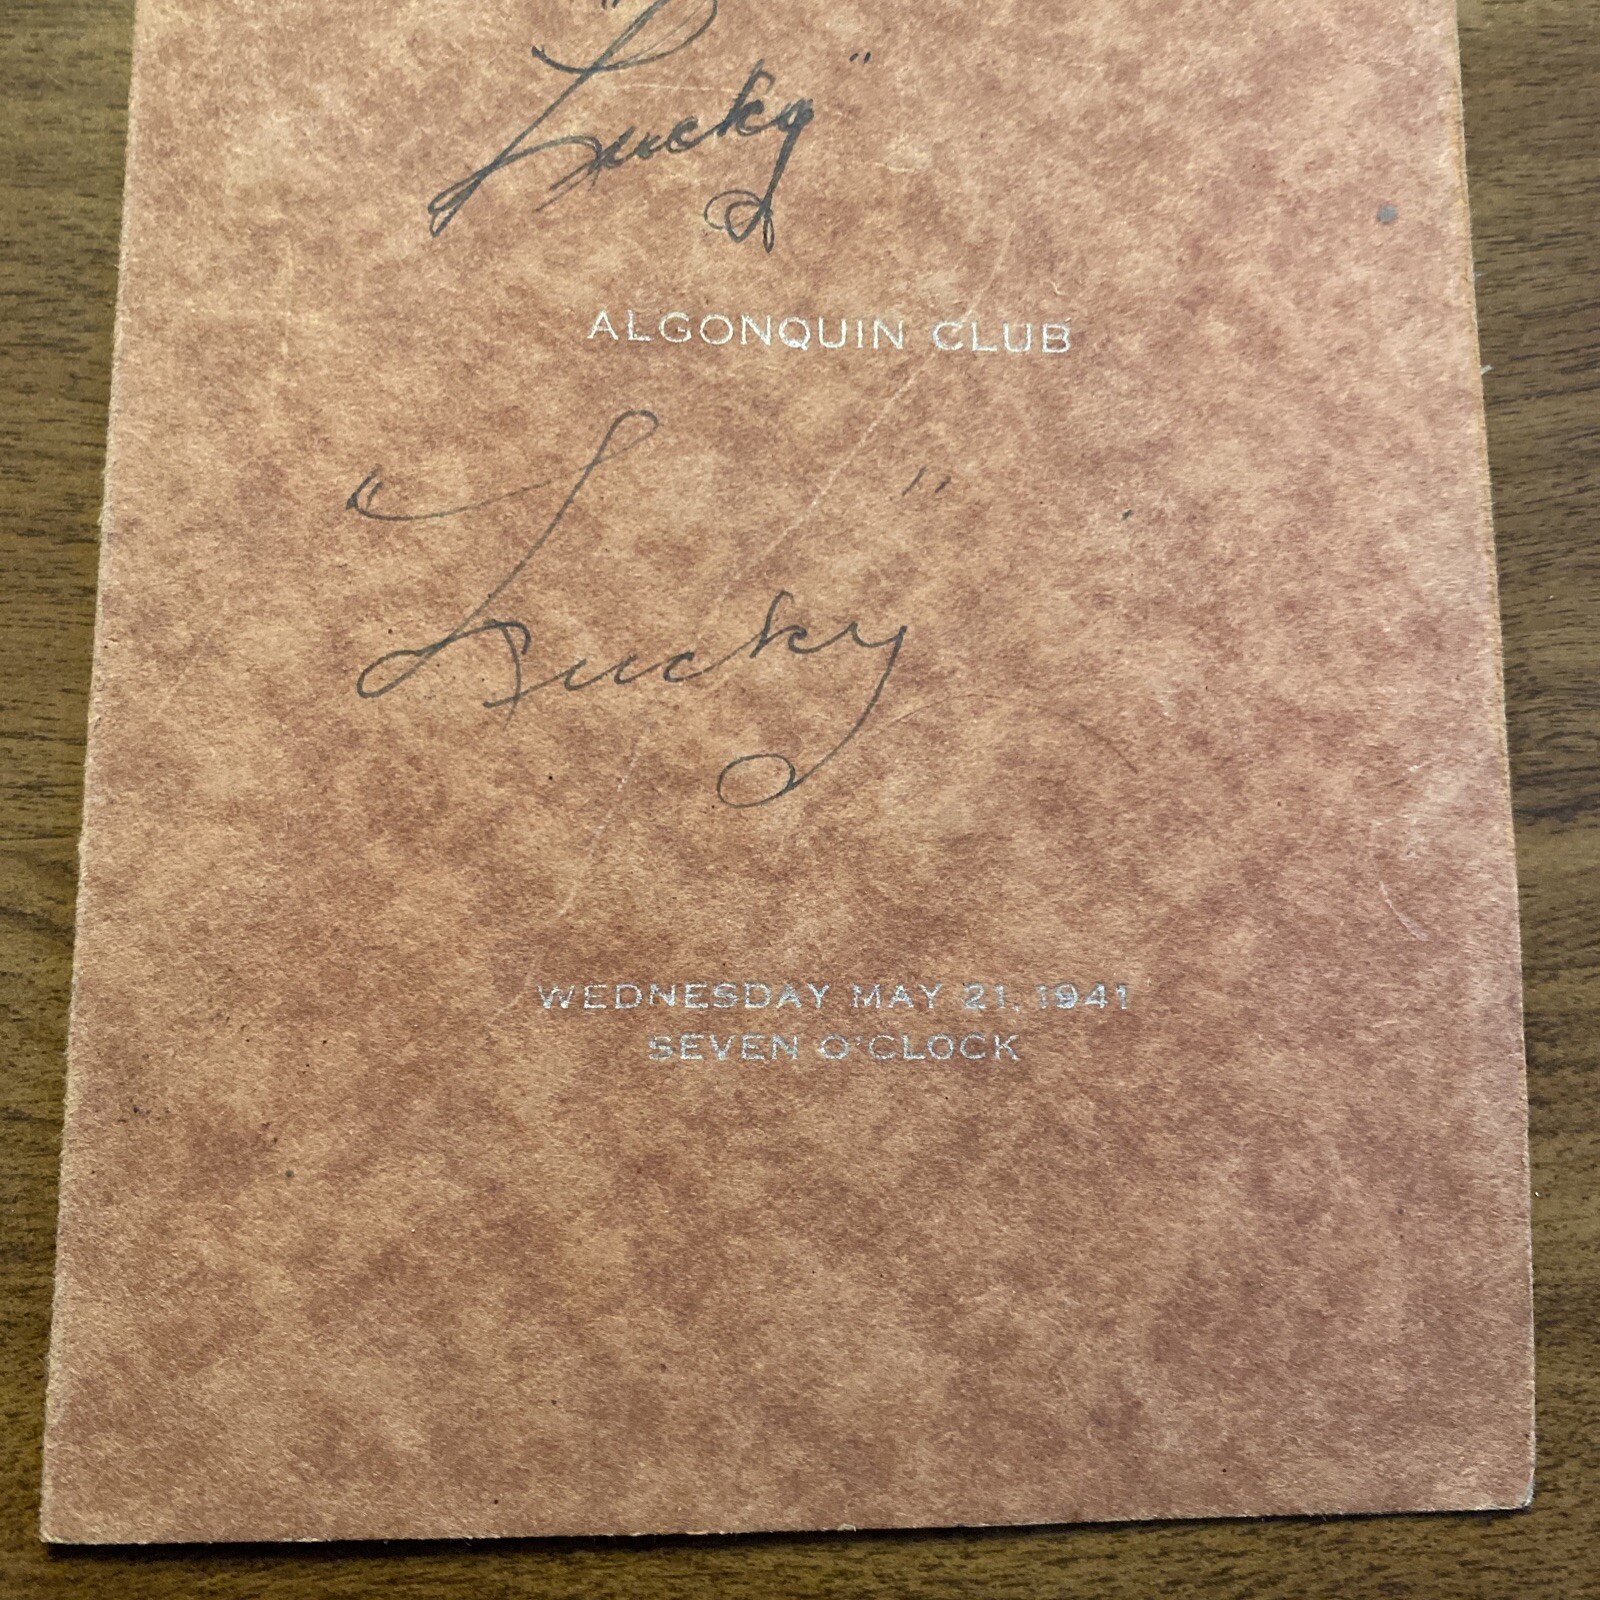 "Lucky"
ALGONQUIN CLUB
"Lucky"
WEDNESDAY MAY 21, 1941
SEVEN O'CLOCK